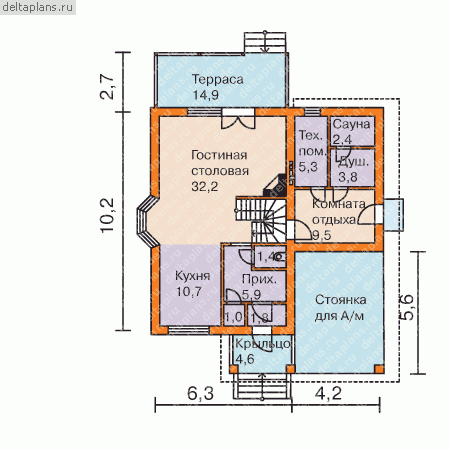 deltaplans.ru
Терраса
14,9
2,7
Гостиная
столовая
32,2
Тех.
пом.
5,3
Сауна
2,4
Душ.
3,8
Комната
отдыха
9,5
10,2
Кухня
10,7
1,4
Прих.
5,9
1,0
1,8
Стоянка
для А/м
5,6
Крыльцо
4,6
6,3
4,2